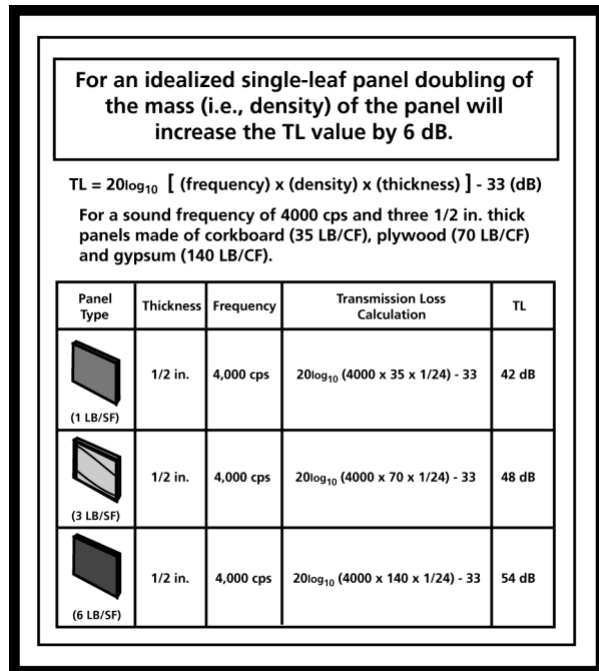 For an idealized single-leaf panel doubling of
the mass (i.e., density) of the panel will
increase the TL value by 6 dB.
TL = 20log10 [ (frequency) x (density) x (thickness) ] - 33 (dB)
For a sound frequency of 4000 cps and three 1/2 in. thick
panels made of corkboard (35 LB/CF), plywood (70 LB/CF)
and gypsum (140 LB/CF).
Panel Type Thickness Frequency Transmission Loss Calculation TL
1/2 in. 4,000 cps 20log10 (4000 x 35 x 1/24) - 33 42 dB
(1 LB/SF)
1/2 in. 4,000 cps 20log10 (4000 x 70 x 1/24) - 33 48 dB
(3 LB/SF)
1/2 in. 4,000 cps 20log10 (4000 x 140 x 1/24) - 33 54 dB
(6 LB/SF)